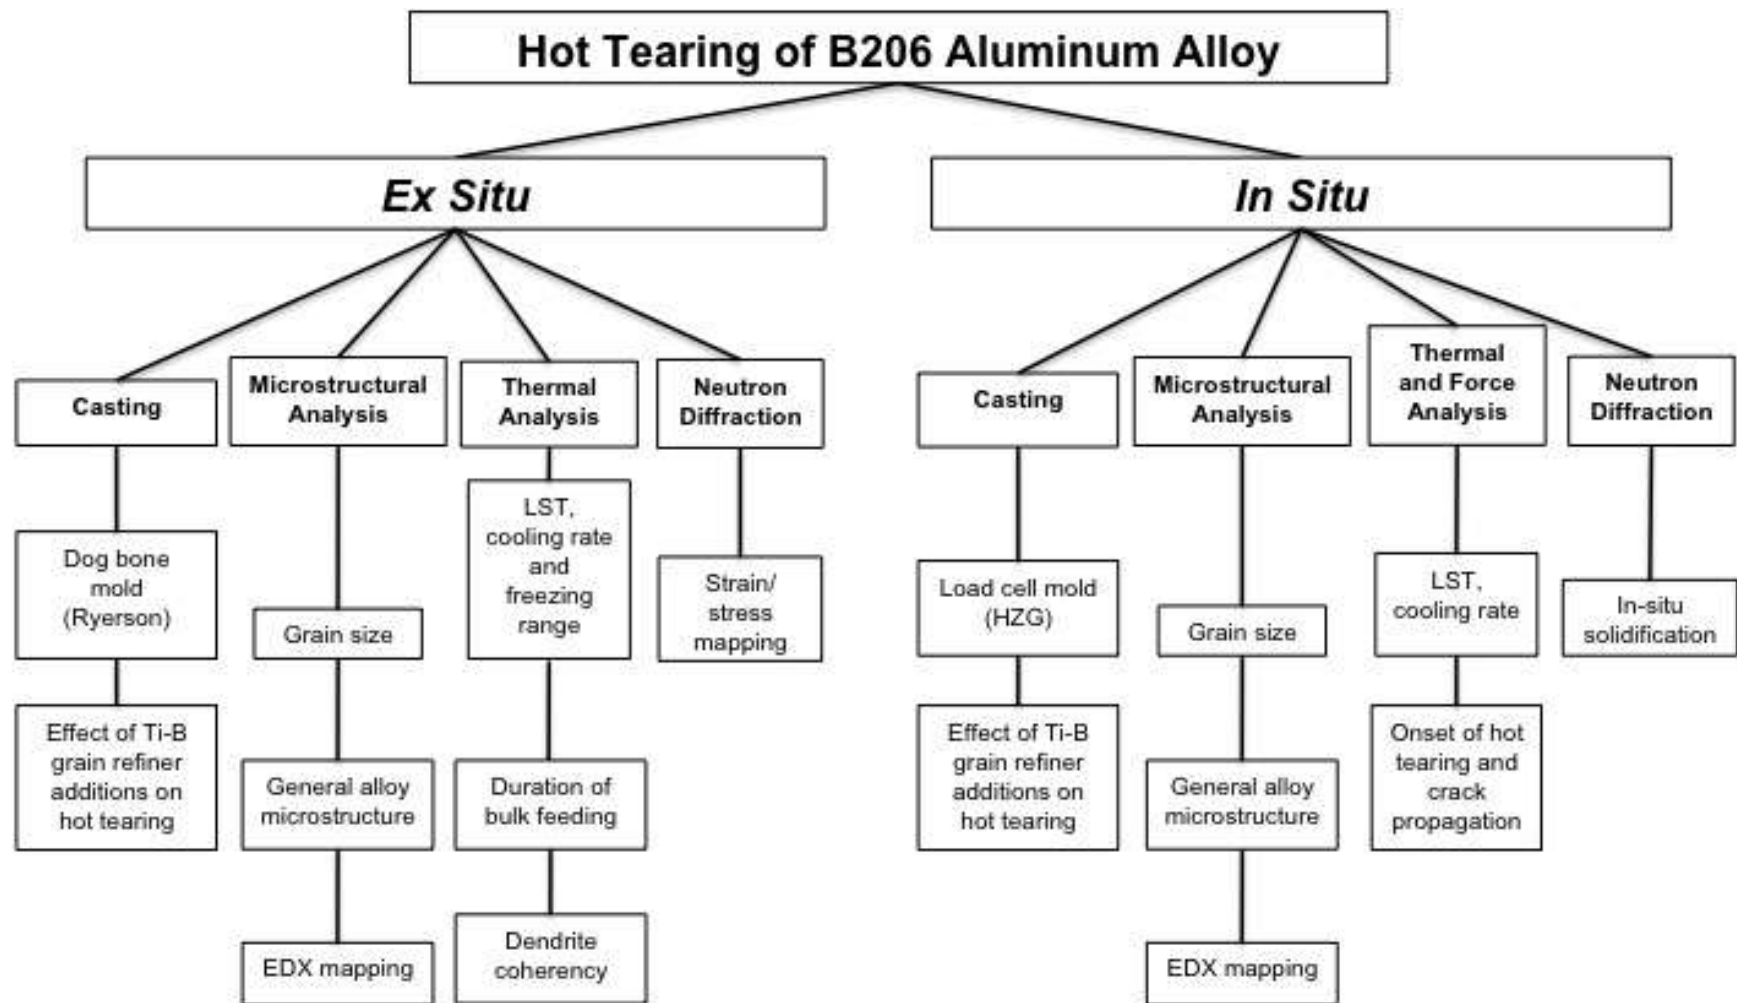 Hot Tearing of B206 Aluminum Alloy
Ex Situ
In Situ
Casting
Microstructural
Analysis
Thermal
Analysis
Neutron
Diffraction
Casting
Microstructural
Analysis
Thermal
and Force
Analysis
Neutron
Diffraction
Dog bone
mold
(Ryerson)
Effect of Ti-B
grain refiner
additions on
hot tearing
Grain size
General alloy
microstructure
EDX mapping
LST,
cooling rate
and
freezing
range
Duration of
bulk feeding
Dendrite
coherency
Strain/
stress
mapping
Load cell mold
(HZG)
Effect of Ti-B
grain refiner
additions on
hot tearing
Grain size
General alloy
microstructure
EDX mapping
LST,
cooling rate
Onset of hot
tearing and
crack
propagation
In-situ
solidification